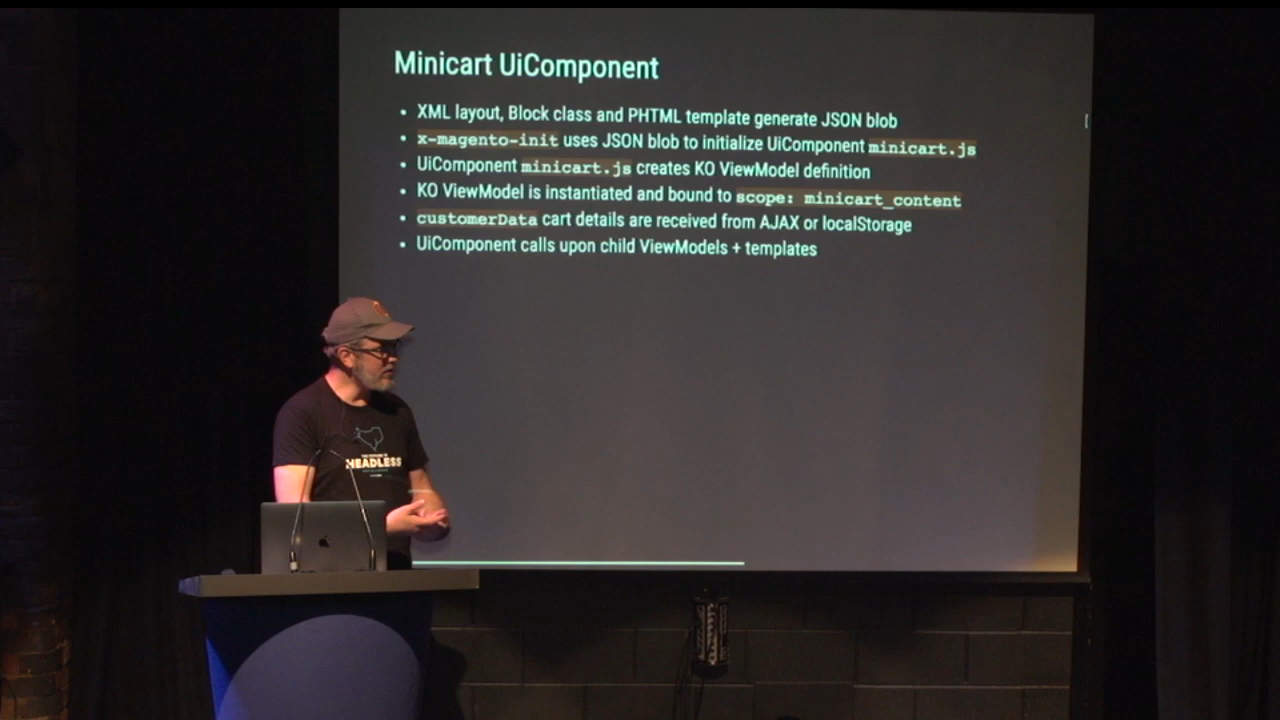 Minicart UiComponent
• XML layout, Block class and PHTML template generate JSON blob
• x-magento-init uses JSON blob to initialize UiComponent minicart.js
• UiComponent minicart.js creates KO ViewModel definition
• KO ViewModel is instantiated and bound to scope: minicart_content
• customerData cart details are received from AJAX or localStorage
• UiComponent calls upon child ViewModels + templates
HEADLESS